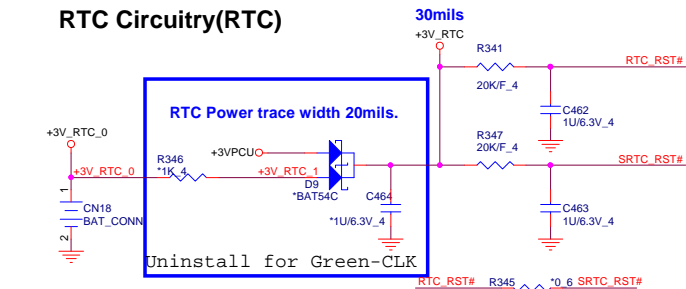 RTC Circuitry(RTC)
30mils
+3V_RTC
R341
RTC_RST#
20K/F_4
RTC Power trace width 20mils.
C462
1U/6.3V_4
+3V_RTC_0
+3VPCU
R347
20K/F_4
SRTC_RST#
+3V_RTC_0
R346
*1K_4
+3V_RTC_1
D9
*BAT54C
C464
*1U/6.3V_4
1
CN18
BAT_CONN
2
C463
1U/6.3V_4
Uninstall for Green-CLK
RTC_RST#
R345
*0_6
SRTC_RST#